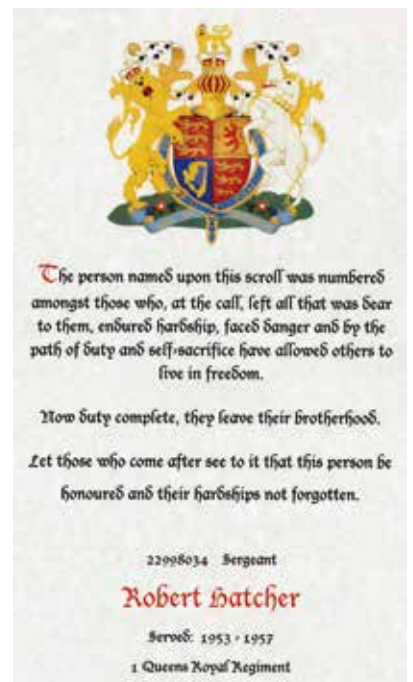 The person named upon this scroll was numbered
amongst those who, at the call, left all that was dear
to them, endured hardship, faced danger and by the
path of duty and self-sacrifice have allowed others to
live in freedom.
Now duty complete, they leave their brotherhood.
Let those who come after see to it that this person be
honoured and their hardships not forgotten.
22998034 Sergeant
Robert Hatcher
Served: 1953 - 1957
1 Queens Royal Regiment